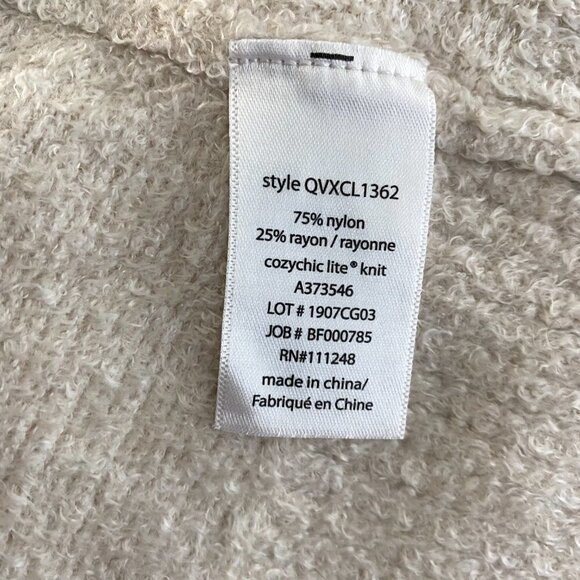 style QVXCL1362
75% nylon
25% rayon / rayonne
cozychic lite® knit
A373546
LOT # 1907CG03
JOB # BF000785
RN#111248
made in china/
Fabriqué en Chine